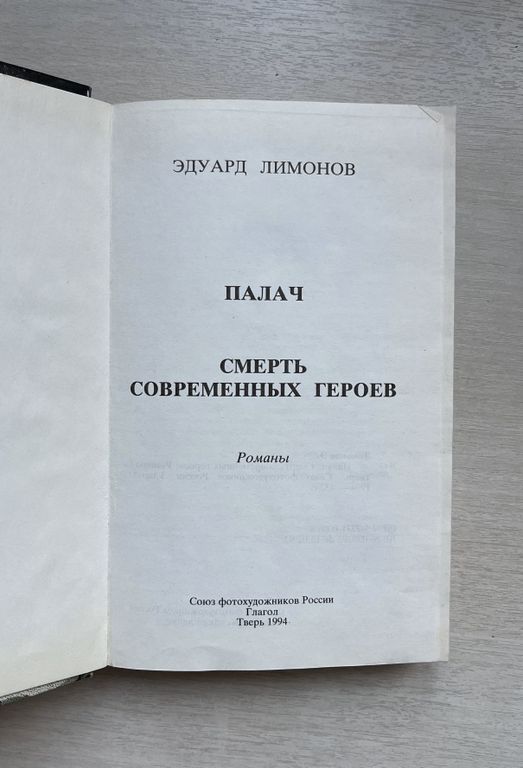 ЭДУАРД ЛИМОНОВ
ПАЛАЧ
СМЕРТЬ
СОВРЕМЕННЫХ ГЕРОЕВ
Романы
Союз фотохудожников России
Глагол
Тверь 1994